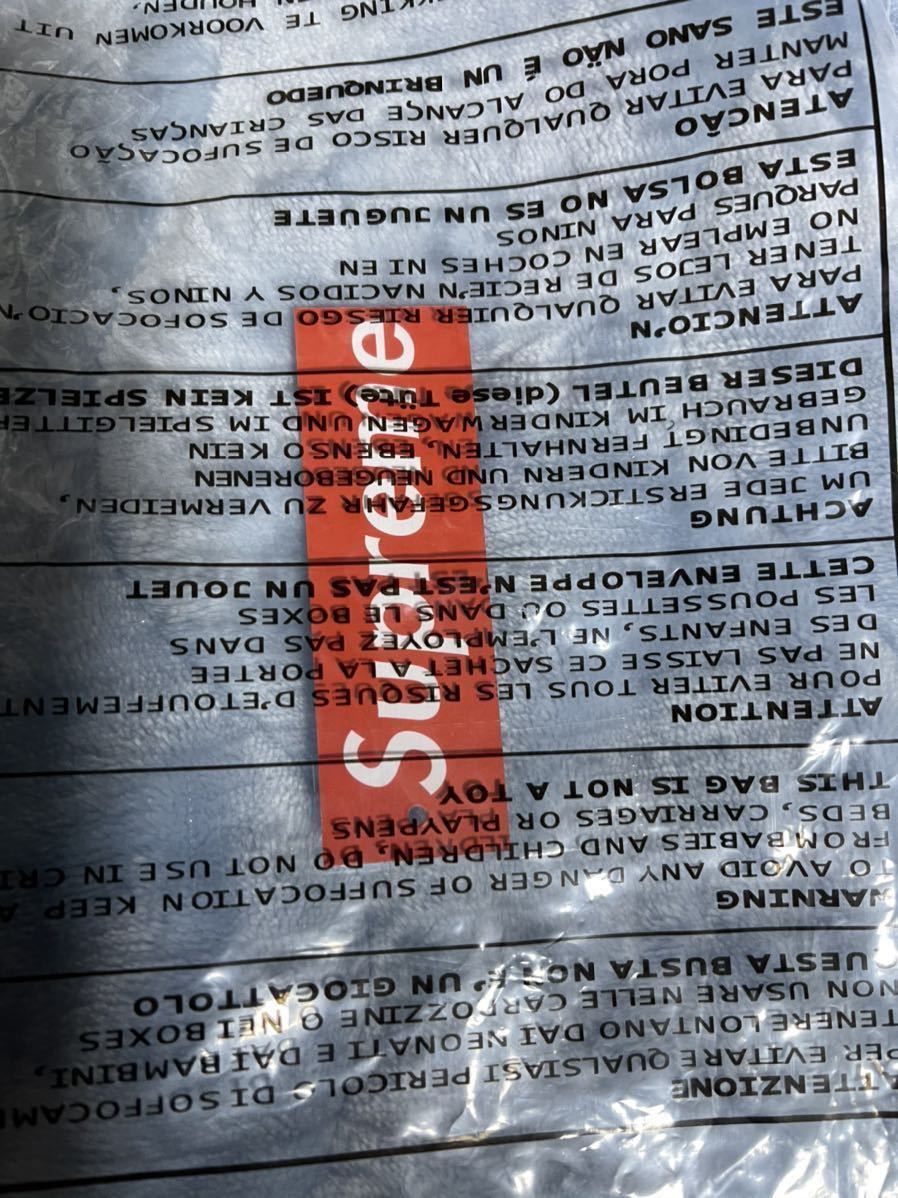 ATTENZIONE
PER EVITARE QUALSIASI PERICOLO DI SOFFOCAM
TENERE LONTANO DAI NEONATI E DAI BAMBINI,
NON USARE NELLE CARROZZINE O NEI BOXES
QUESTA BUSTA NON E' UN GIOCATTOLO
WARNING
TO AVOID ANY DANGER OF SUFFOCATION KEEP A
FROM BABIES AND CHILDREN, DO NOT USE IN CRI
BEDS, CARRIAGES OR PLAYPENS
THIS BAG IS NOT A TOY
ATTENTION
POUR EVITER TOUS LES RISQUES D'ETOUFFEMENT
NE PAS LAISSE CE SACHET A LA PORTEE
DES ENFANTS, NE L'EMPLOYEZ PAS DANS
LES POUSSETTES OU DANS LE BOXES
CETTE ENVELOPPE N'EST PAS UN JOUET
ACHTUNG
UM JEDE ERSTICKUNGSGEFAHR ZU VERMEIDEN,
BITTE VON KINDERN UND NEUGEBORENEN
UNBEDINGT FERNHALTEN, EBENSO KEIN
GEBRAUCH IM KINDERWAGEN UND IM SPIELGITTER
DIESER BEUTEL (diese Tüte) IST KEIN SPIELZE
ATTENCIO'N
PARA EVITAR QUALQUIER RIESGO DE SOFOCACIO'N
TENER LEJOS DE RECIE'N NACIDOS Y NINOS,
NO EMPLEAR EN COCHES NI EN
PARQUES PARA NINOS
ESTA BOLSA NO ES UN JUGUETE
ATENCÃO
PARA EVITAR QUALQUER RISCO DE SUFOCAÇÃO
MANTER PORA DO ALCANÇE DAS CRIANÇAS
ESTE SANO NÃO É UN BRINQUEDO
KKING TE VOORKOMEN UIT
HOUDEN.
Supreme